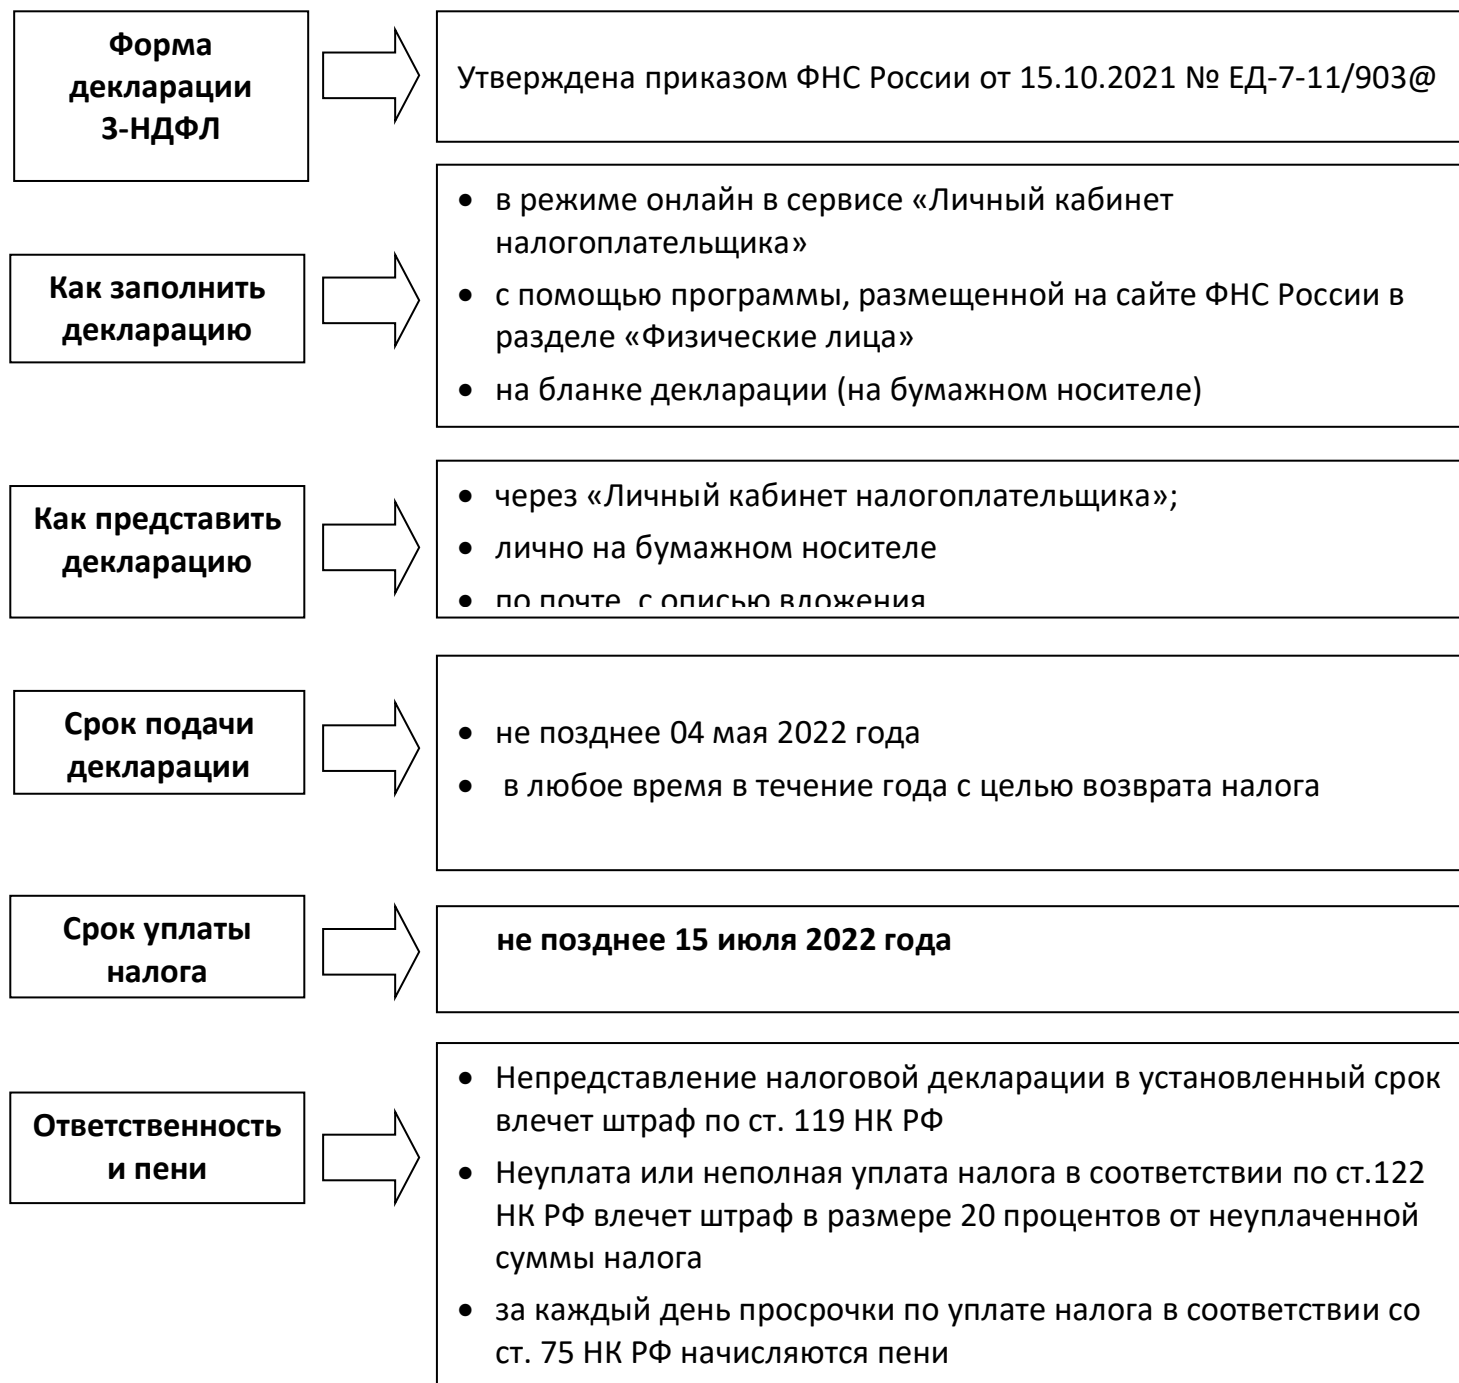 Форма
декларации
3-НДФЛ
Утверждена приказом ФНС России от 15.10.2021 № ЕД-7-11/903@
Как заполнить
декларацию
• в режиме онлайн в сервисе «Личный кабинет
налогоплательщика»
• с помощью программы, размещенной на сайте ФНС России в
разделе «Физические лица»
• на бланке декларации (на бумажном носителе)
Как представить
декларацию
• через «Личный кабинет налогоплательщика»;
• лично на бумажном носителе
• по почте с описью вложения
Срок подачи
декларации
• не позднее 04 мая 2022 года
• в любое время в течение года с целью возврата налога
Срок уплаты
налога
не позднее 15 июля 2022 года
Ответственность
и пени
• Непредставление налоговой декларации в установленный срок
влечет штраф по ст. 119 НК РФ
• Неуплата или неполная уплата налога в соответствии по ст.122
НК РФ влечет штраф в размере 20 процентов от неуплаченной
суммы налога
• за каждый день просрочки по уплате налога в соответствии со
ст. 75 НК РФ начисляются пени